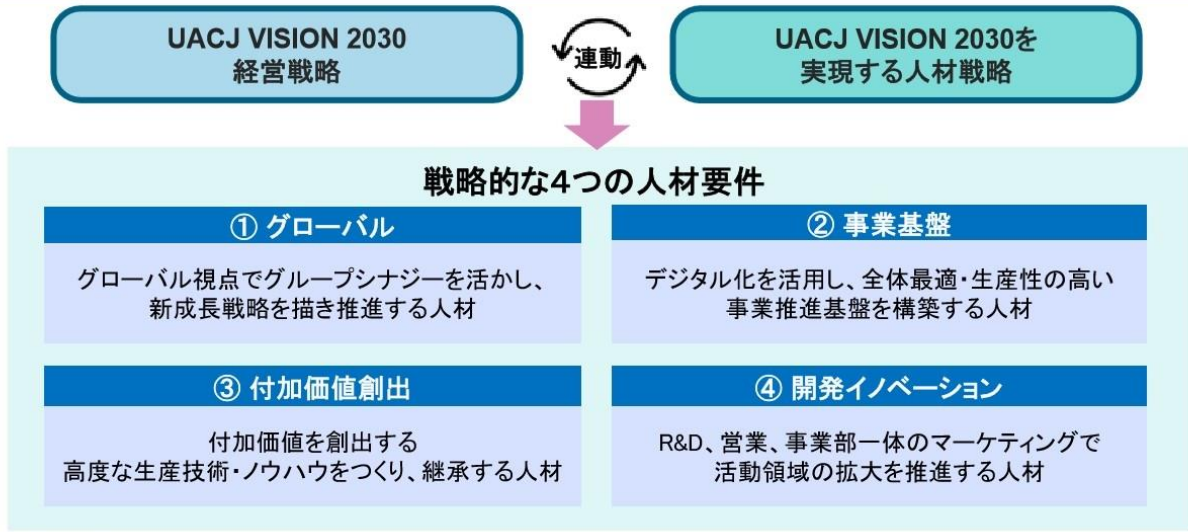 UACJ VISION 2030
経営戦略
連動
UACJ VISION 2030を
実現する人材戦略
戦略的な4つの人材要件
① グローバル
グローバル視点でグループシナジーを活かし、
新成長戦略を描き推進する人材
② 事業基盤
デジタル化を活用し、全体最適・生産性の高い
事業推進基盤を構築する人材
③ 付加価値創出
付加価値を創出する
高度な生産技術・ノウハウをつくり、継承する人材
④ 開発イノベーション
R&D、営業、事業部一体のマーケティングで
活動領域の拡大を推進する人材